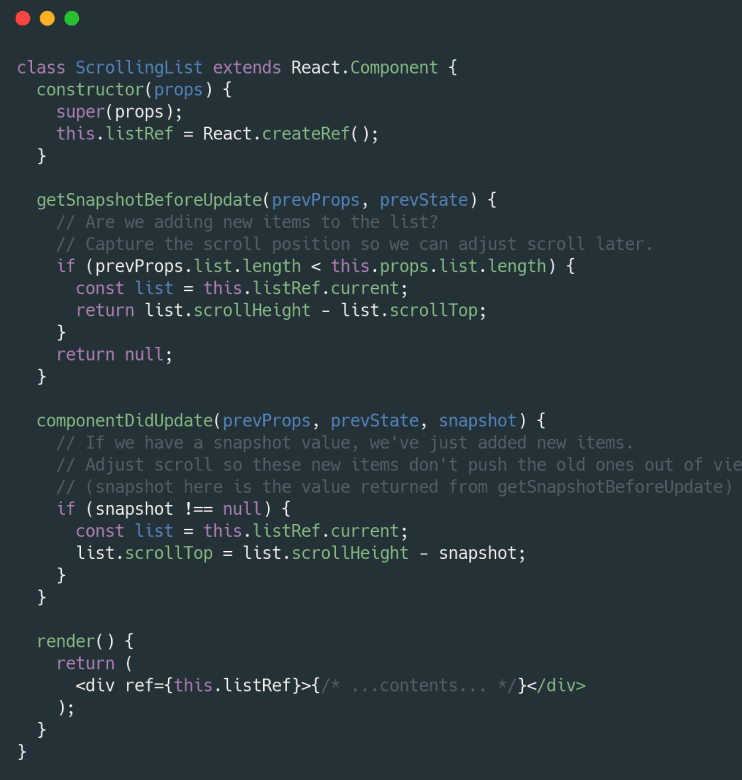 class ScrollingList extends React.Component {
  constructor(props) {
    super(props);
    this.listRef = React.createRef();
  }

  getSnapshotBeforeUpdate(prevProps, prevState) {
    // Are we adding new items to the list?
    // Capture the scroll position so we can adjust scroll later.
    if (prevProps.list.length < this.props.list.length) {
      const list = this.listRef.current;
      return list.scrollHeight - list.scrollTop;
    }
    return null;
  }

  componentDidUpdate(prevProps, prevState, snapshot) {
    // If we have a snapshot value, we've just added new items.
    // Adjust scroll so these new items don't push the old ones out of vie
    // (snapshot here is the value returned from getSnapshotBeforeUpdate)
    if (snapshot !== null) {
      const list = this.listRef.current;
      list.scrollTop = list.scrollHeight - snapshot;
    }
  }

  render() {
    return (
      <div ref={this.listRef}>{/* ...contents... */}</div>
    );
  }
}